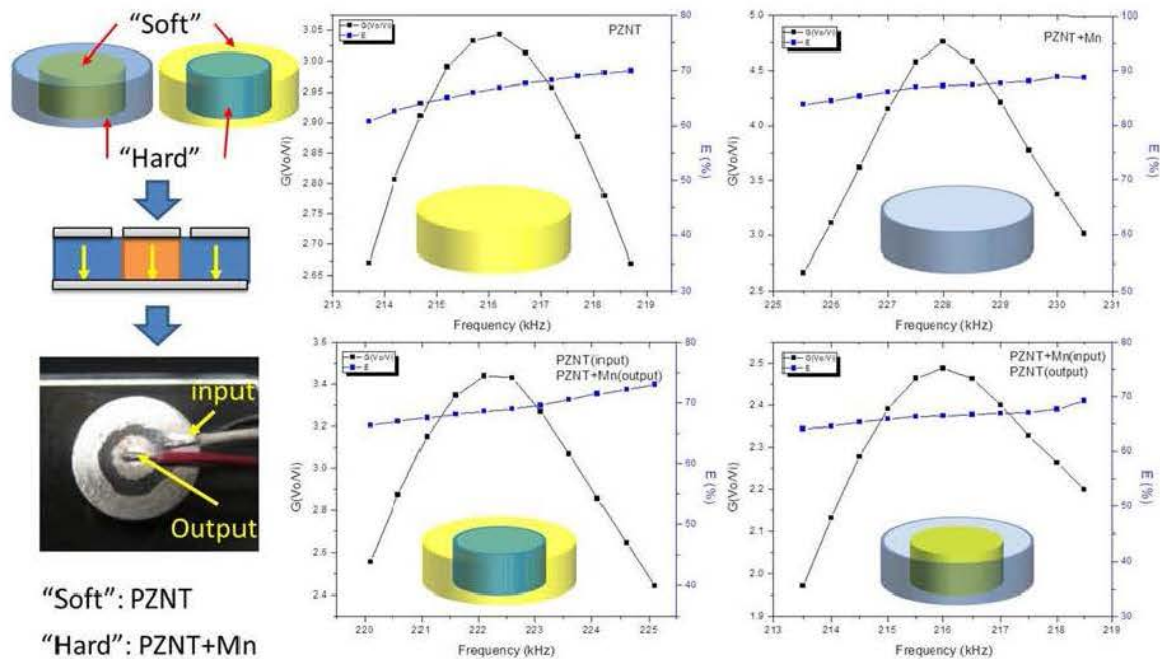 “Soft”
“Hard”
input
Output
“Soft”: PZNT
“Hard”: PZNT+Mn
G(Vo/Vi)
E
PZNT
3.05
3.00
2.95
2.90
2.85
2.80
2.75
2.70
2.65
G(Vo/Vi)
80
70
60
50
40
30
E (%)
213 214 215 216 217 218 219
Frequency (kHz)
G(Vo/Vi)
E
PZNT+Mn
5.0
4.5
4.0
3.5
3.0
2.5
G(Vo/Vi)
100
90
80
70
60
50
E (%)
225 226 227 228 229 230 231
Frequency (kHz)
G(Vo/Vi)
E
PZNT(input)
PZNT+Mn(output)
3.6
3.4
3.2
3.0
2.8
2.6
2.4
G(Vo/Vi)
80
70
60
50
40
E (%)
220 221 222 223 224 225
Frequency (kHz)
G(Vo/Vi)
E
PZNT+Mn(input)
PZNT(output)
2.5
2.4
2.3
2.2
2.1
2.0
1.9
G(Vo/Vi)
80
70
60
50
40
30
E (%)
213 214 215 216 217 218 219
Frequency (kHz)